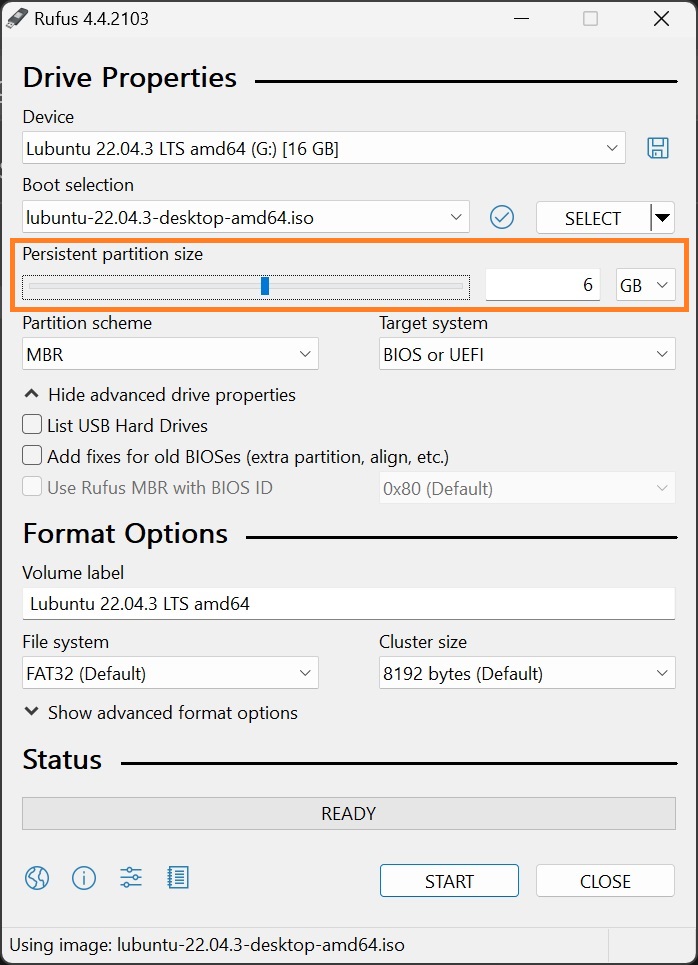 Rufus 4.4.2103
Drive Properties
Device
Lubuntu 22.04.3 LTS amd64 (G:) [16 GB]
Boot selection
lubuntu-22.04.3-desktop-amd64.iso
SELECT
Persistent partition size
6 GB
Partition scheme Target system
MBR BIOS or UEFI
Hide advanced drive properties
List USB Hard Drives
Add fixes for old BIOSes (extra partition, align, etc.)
Use Rufus MBR with BIOS ID 0x80 (Default)
Format Options
Volume label
Lubuntu 22.04.3 LTS amd64
File system Cluster size
FAT32 (Default) 8192 bytes (Default)
Show advanced format options
Status
READY
START CLOSE
Using image: lubuntu-22.04.3-desktop-amd64.iso